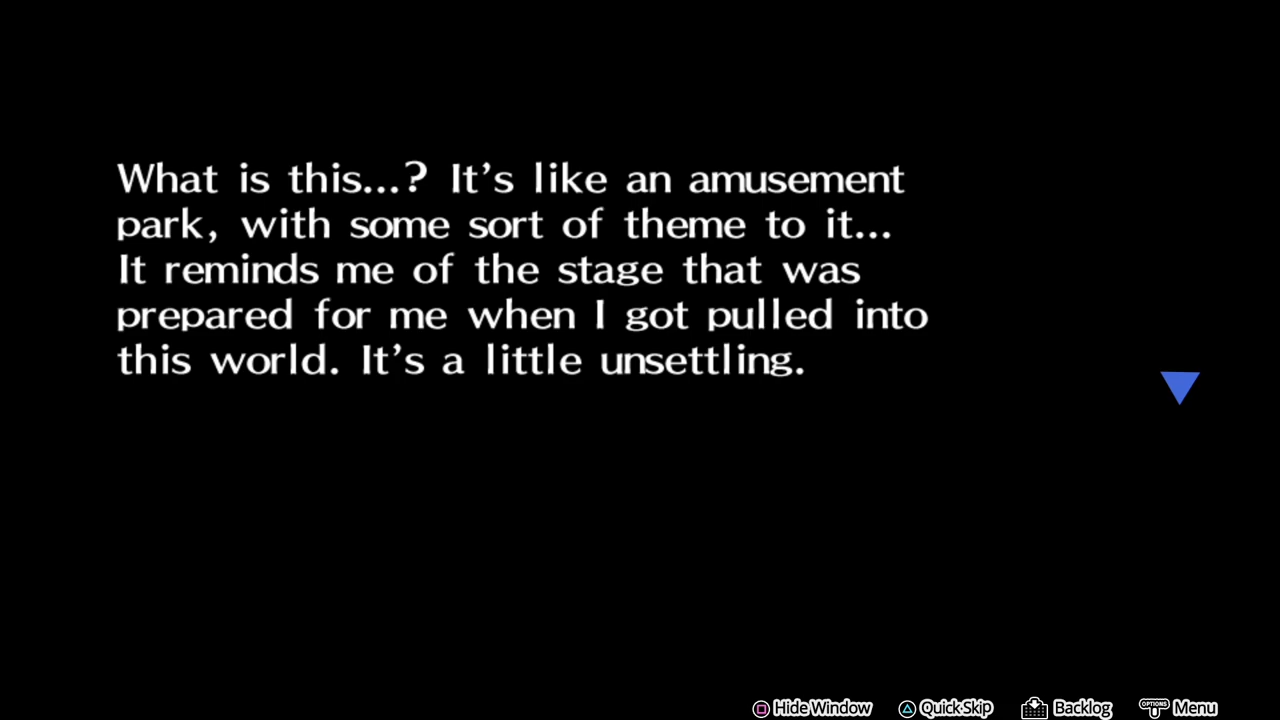 What is this...? It's like an amusement
park, with some sort of theme to it...
It reminds me of the stage that was
prepared for me when I got pulled into
this world. It's a little unsettling.
Hide Window Quick Skip Backlog OPTIONS Menu